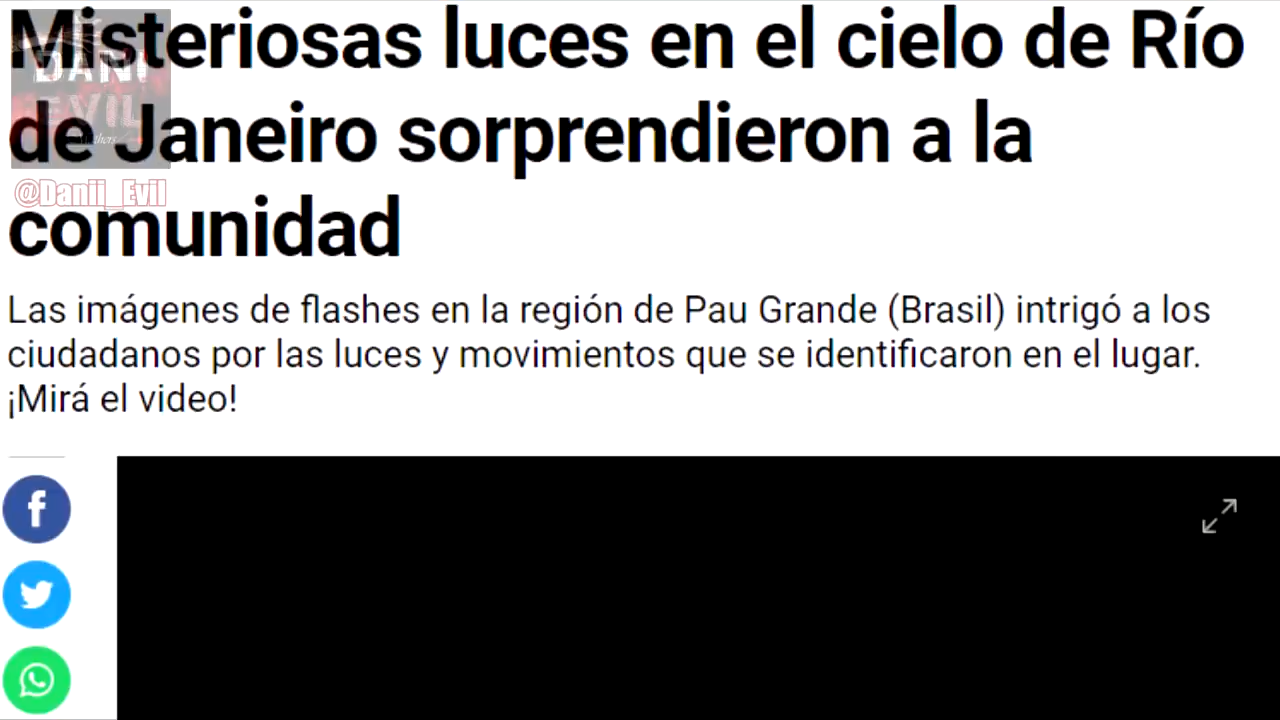 Misteriosas luces en el cielo de Río
de Janeiro sorprendieron a la
comunidad
DANI
EVIL
@Danii_Evil
Las imágenes de flashes en la región de Pau Grande (Brasil) intrigó a los
ciudadanos por las luces y movimientos que se identificaron en el lugar.
¡Mirá el video!